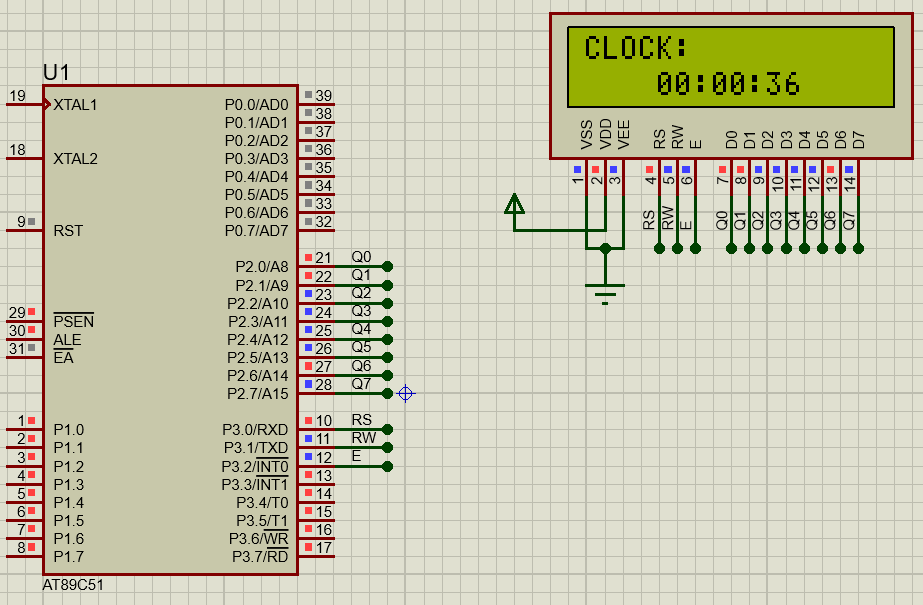 U1
19 XTAL1
18 XTAL2
9 RST
29 PSEN
30 ALE
31 EA
1 P1.0
2 P1.1
3 P1.2
4 P1.3
5 P1.4
6 P1.5
7 P1.6
8 P1.7
P0.0/AD0 39
P0.1/AD1 38
P0.2/AD2 37
P0.3/AD3 36
P0.4/AD4 35
P0.5/AD5 34
P0.6/AD6 33
P0.7/AD7 32
P2.0/A8 21 Q0
P2.1/A9 22 Q1
P2.2/A10 23 Q2
P2.3/A11 24 Q3
P2.4/A12 25 Q4
P2.5/A13 26 Q5
P2.6/A14 27 Q6
P2.7/A15 28 Q7
P3.0/RXD 10 RS
P3.1/TXD 11 RW
P3.2/INT0 12 E
P3.3/INT1 13
P3.4/T0 14
P3.5/T1 15
P3.6/WR 16
P3.7/RD 17
AT89C51
CLOCK:
00:00:36
VSS VDD VEE RS RW E D0 D1 D2 D3 D4 D5 D6 D7
1 2 3 4 5 6 7 8 9 10 11 12 13 14
RS RW E Q0 Q1 Q2 Q3 Q4 Q5 Q6 Q7